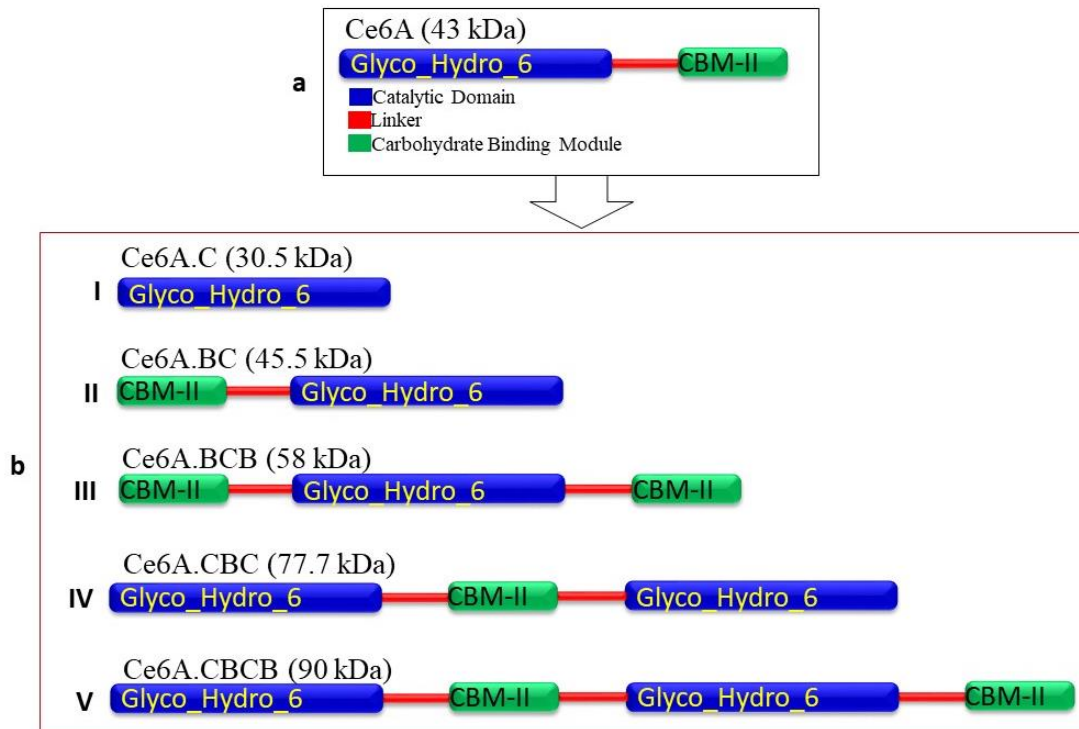 Ce6A (43 kDa)
Glyco_Hydro_6 CBM-II
a
Catalytic Domain
Linker
Carbohydrate Binding Module
b
Ce6A.C (30.5 kDa)
I Glyco_Hydro_6
Ce6A.BC (45.5 kDa)
II CBM-II Glyco_Hydro_6
Ce6A.BCB (58 kDa)
III CBM-II Glyco_Hydro_6 CBM-II
Ce6A.CBC (77.7 kDa)
IV Glyco_Hydro_6 CBM-II Glyco_Hydro_6
Ce6A.CBCB (90 kDa)
V Glyco_Hydro_6 CBM-II Glyco_Hydro_6 CBM-II